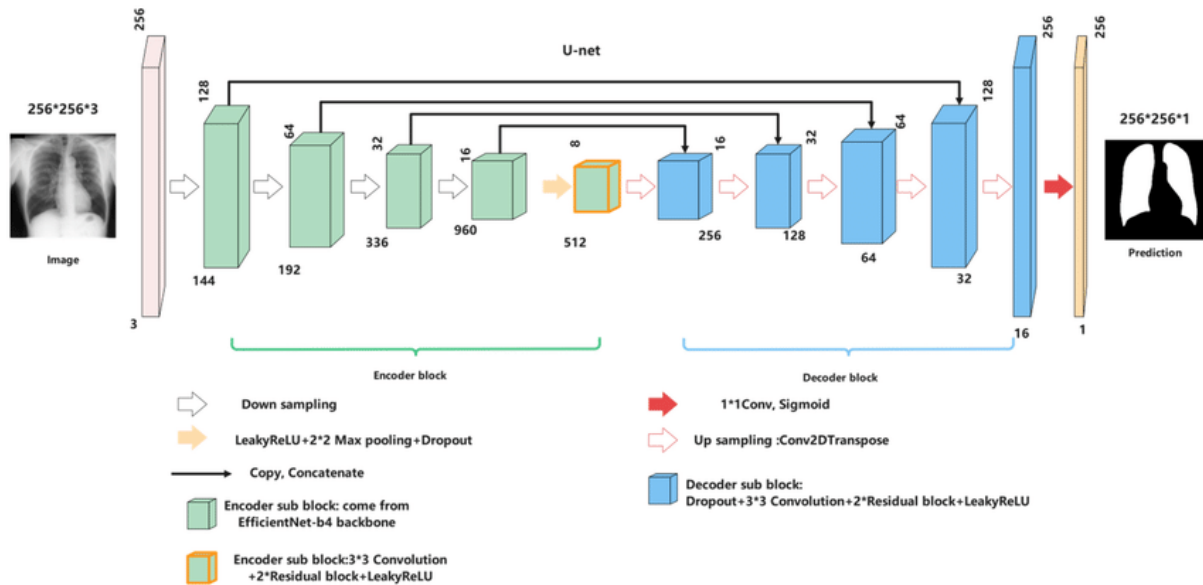 U-net
256*256*3
Image
256
3
128
144
64
192
32
336
16
960
8
512
16
256
32
128
64
64
128
32
256
16
256
1
256*256*1
Prediction
Encoder block
Decoder block
Down sampling
LeakyReLU+2*2 Max pooling+Dropout
Copy, Concatenate
Encoder sub block: come from
EfficientNet-b4 backbone
Encoder sub block:3*3 Convolution
+2*Residual block+LeakyReLU
1*1Conv, Sigmoid
Up sampling :Conv2DTranspose
Decoder sub block:
Dropout+3*3 Convolution+2*Residual block+LeakyReLU